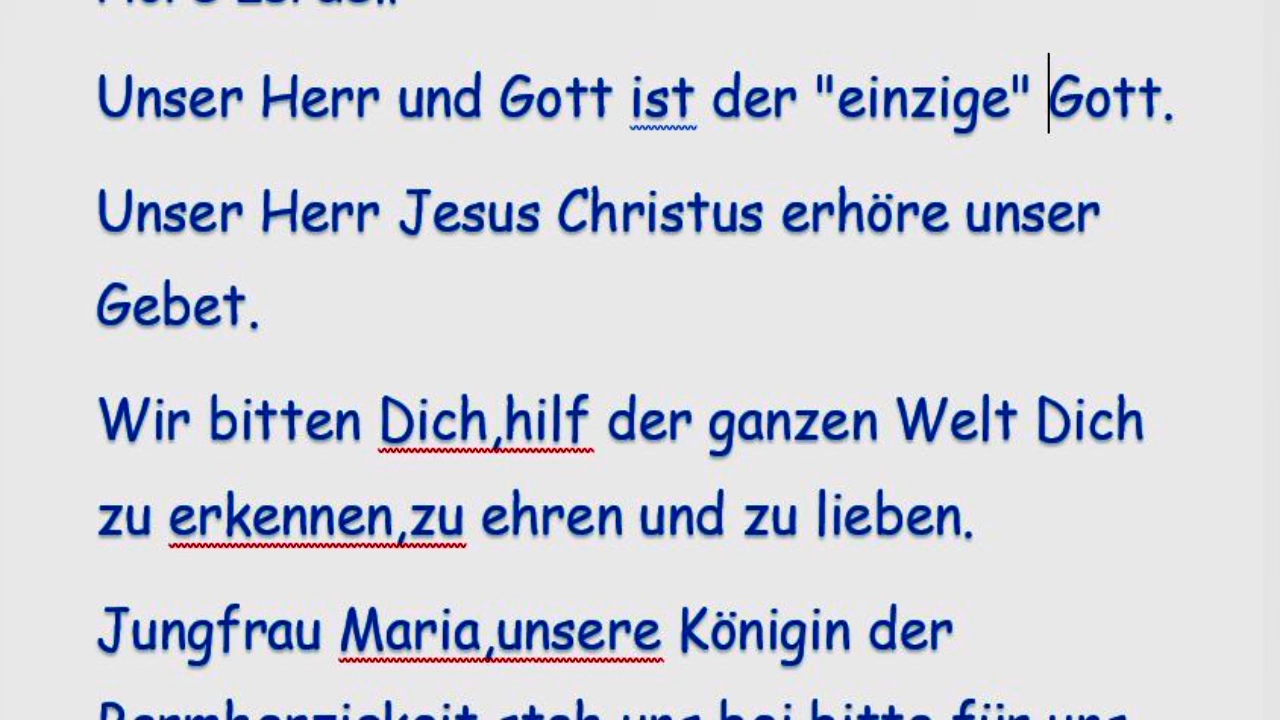 Unser Herr und Gott ist der "einzige" Gott.
Unser Herr Jesus Christus erhöre unser
Gebet.
Wir bitten Dich,hilf der ganzen Welt Dich
zu erkennen,zu ehren und zu lieben.
Jungfrau Maria,unsere Königin der